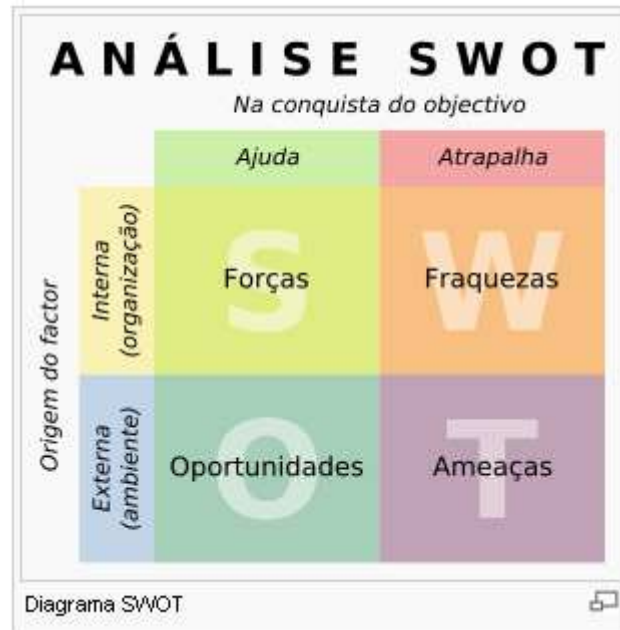 ANÁLISE SWOT
Na conquista do objectivo
Ajuda
Atrapalha
Origem do factor
Interna
(organização)
S
Forças
W
Fraquezas
Externa
(ambiente)
O
Oportunidades
T
Ameaças
Diagrama SWOT